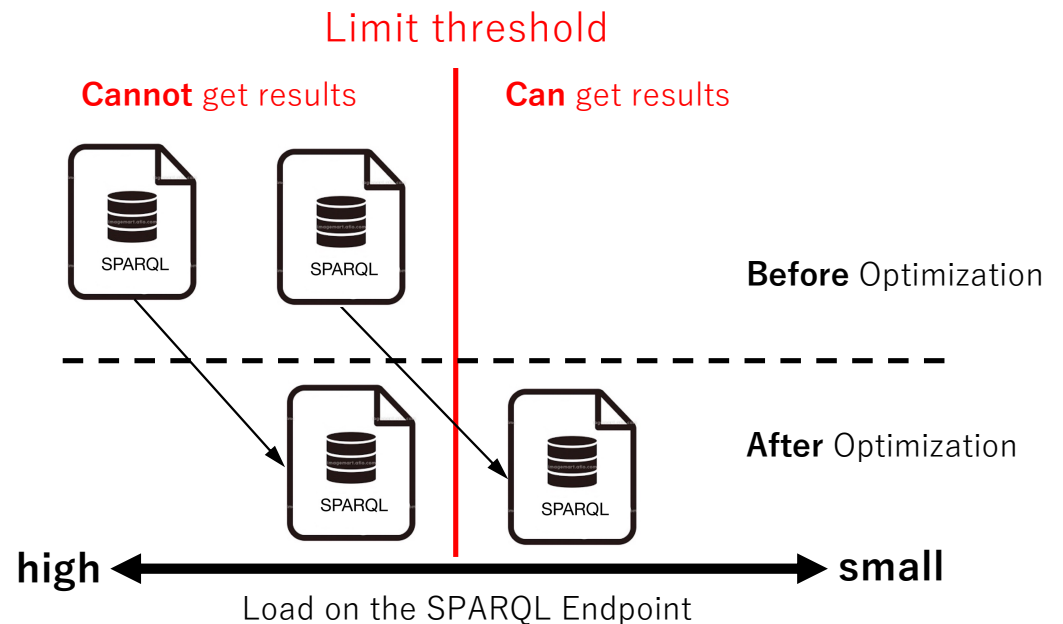 Limit threshold
Cannot get results
Can get results
SPARQL
SPARQL
Before Optimization
After Optimization
SPARQL
SPARQL
high
small
Load on the SPARQL Endpoint